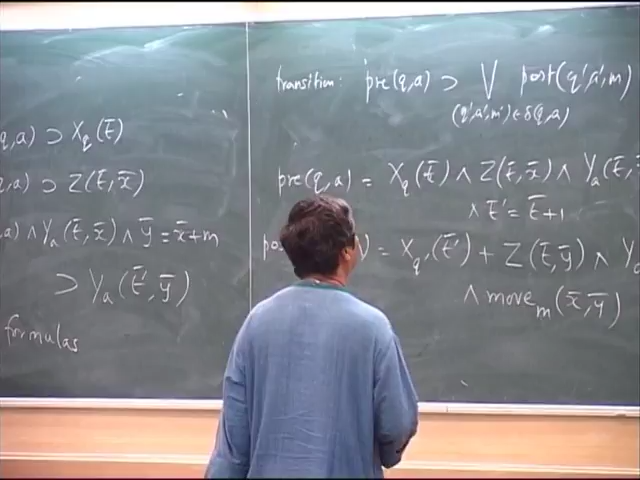 q,a) ⊃ X_q(t̄)
q,a) ⊃ Z(t̄,x̄)
a) ∧ Y_a(t̄,x̄) ∧ ȳ = x̄+m
⊃ Y_a(t̄',ȳ)
formulas
transition: pre(q,a) ⊃ ⋁ post(q',a',m)
(q',a',m') ∈ δ(q,a)
pre(q,a) = X_q(t̄) ∧ Z(t̄,x̄) ∧ Y_a(t̄,
∧ t̄' = t̄+1
) = X_q'(t̄') + Z(t̄,ȳ) ∧
∧ move_m(x̄,ȳ)